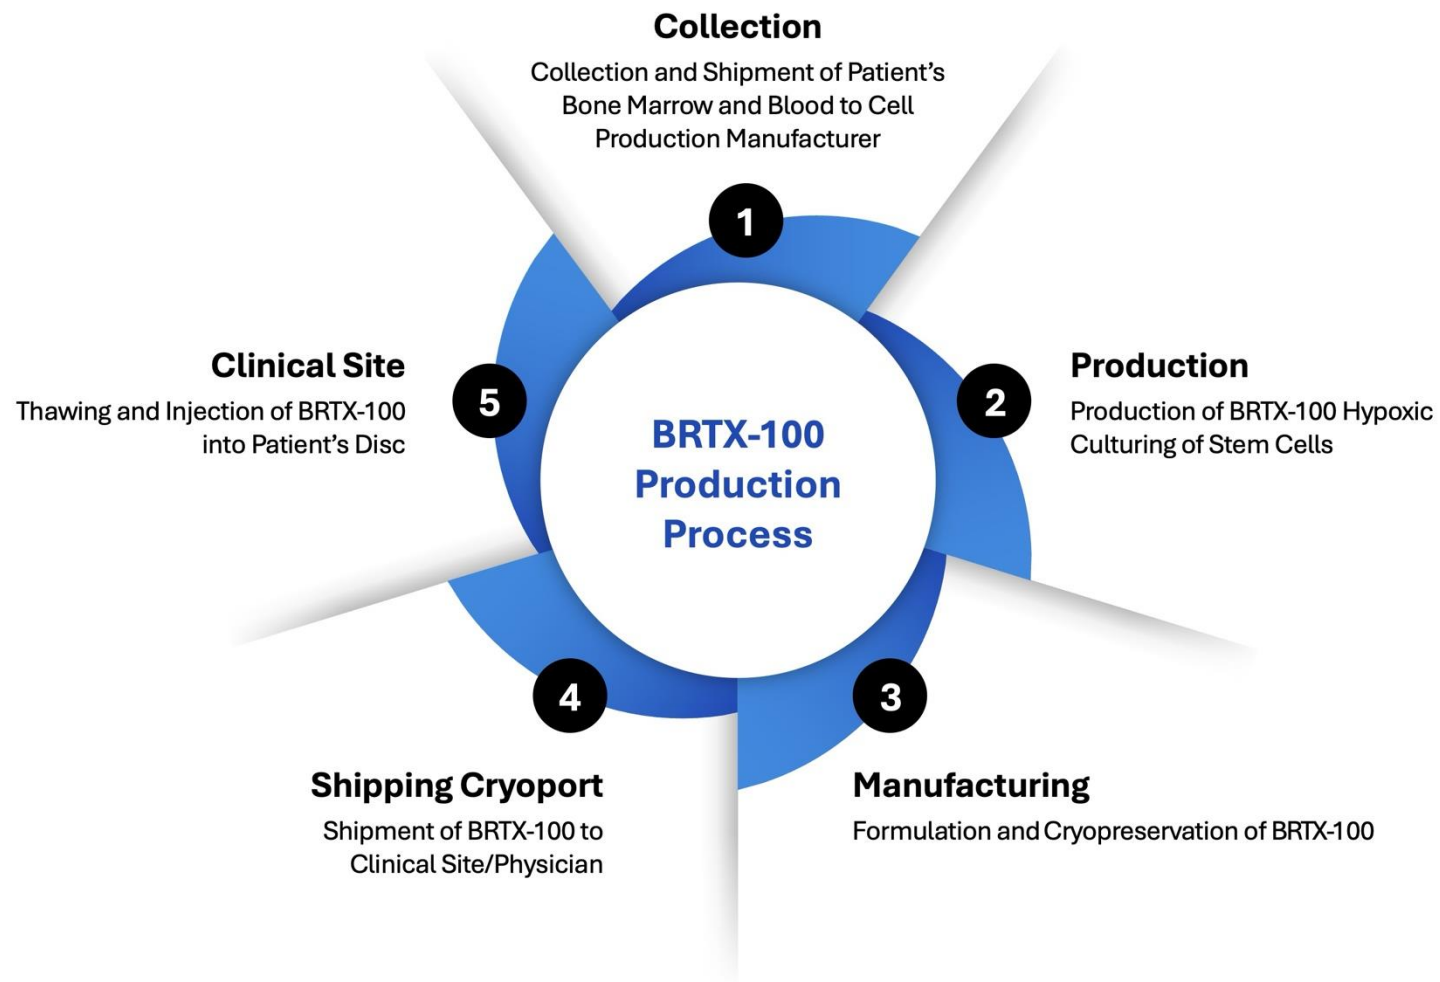 Collection
Collection and Shipment of Patient’s
Bone Marrow and Blood to Cell
Production Manufacturer
1
2
Production
Production of BRTX-100 Hypoxic
Culturing of Stem Cells
3
Manufacturing
Formulation and Cryopreservation of BRTX-100
4
Shipping Cryoport
Shipment of BRTX-100 to
Clinical Site/Physician
5
Clinical Site
Thawing and Injection of BRTX-100
into Patient’s Disc
BRTX-100
Production
Process